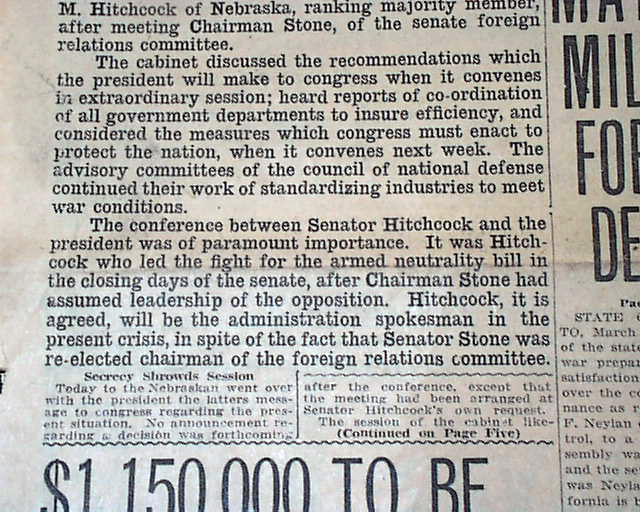 M. Hitchcock of Nebraska, ranking majority member,
after meeting Chairman Stone, of the senate foreign
relations committee.
The cabinet discussed the recommendations which
the president will make to congress when it convenes
in extraordinary session; heard reports of co-ordination
of all government departments to insure efficiency, and
considered the measures which congress must enact to
protect the nation, when it convenes next week. The
advisory committees of the council of national defense
continued their work of standardizing industries to meet
war conditions.
The conference between Senator Hitchcock and the
president was of paramount importance. It was Hitch-
cock who led the fight for the armed neutrality bill in
the closing days of the senate, after Chairman Stone had
assumed leadership of the opposition. Hitchcock, it is
agreed, will be the administration spokesman in the
present crisis, in spite of the fact that Senator Stone was
re-elected chairman of the foreign relations committee.
Secrecy Shrowds Session
Today to the Nebraskan went over
with the president the latters mess-
age to congress regarding the pres-
ent situation. No announcement re-
garding a decision was forthcoming
after the conference, except that
the meeting had been arranged at
Senator Hitchcock's own request.
The session of the cabinet like-
(Continued on Page Five)
$1,150,000 TO BE
MIL
FOR
DE
STATE
TO, March
of the state
war prepar
satisfaction
over the co
nance as
F. Neylan
trol, to a
sembly wa
and the se
was Neyla
fornia is b